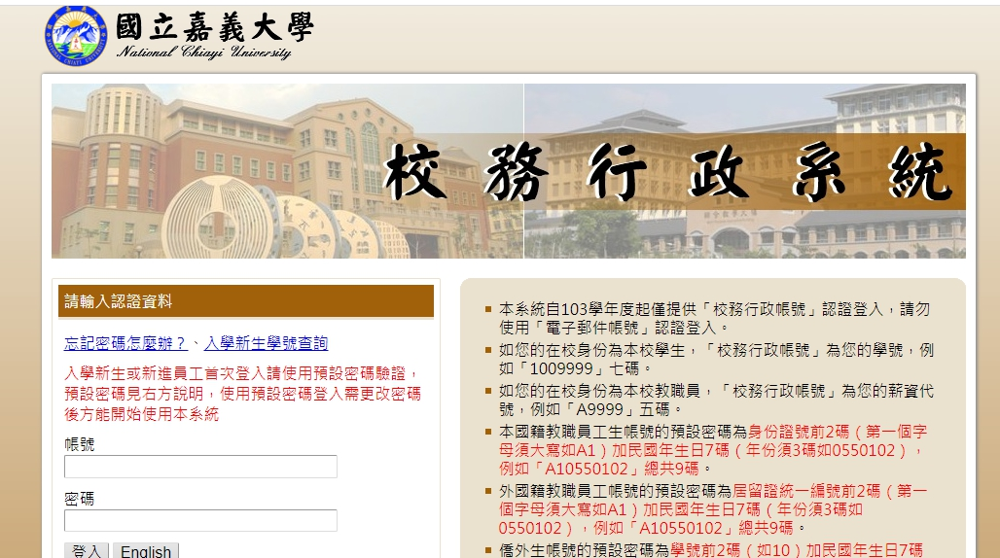 國立嘉義大學
National Chiayi University
校務行政系統
請輸入認證資料
忘記密碼怎麼辦？、入學新生學號查詢
入學新生或新進員工首次登入請使用預設密碼驗證，
預設密碼見右方說明，使用預設密碼登入需更改密碼
後方能開始使用本系統
帳號
密碼
登入 English
本系統自103學年度起僅提供「校務行政帳號」認證登入，請勿
使用「電子郵件帳號」認證登入。
如您的在校身份為本校學生，「校務行政帳號」為您的學號，例
如「1009999」七碼。
如您的在校身份為本校教職員，「校務行政帳號」為您的薪資代
號，例如「A9999」五碼。
本國籍教職員工生帳號的預設密碼為身份證號前2碼（第一個字
母須大寫如A1）加民國年生日7碼（年份須3碼如0550102），
例如「A10550102」總共9碼。
外國籍教職員工帳號的預設密碼為居留證統一編號前2碼（第一
個字母須大寫如A1）加民國年生日7碼（年份須3碼如
0550102），例如「A10550102」總共9碼。
僑外生帳號的預設密碼為學號前2碼（如10）加民國年生日7碼